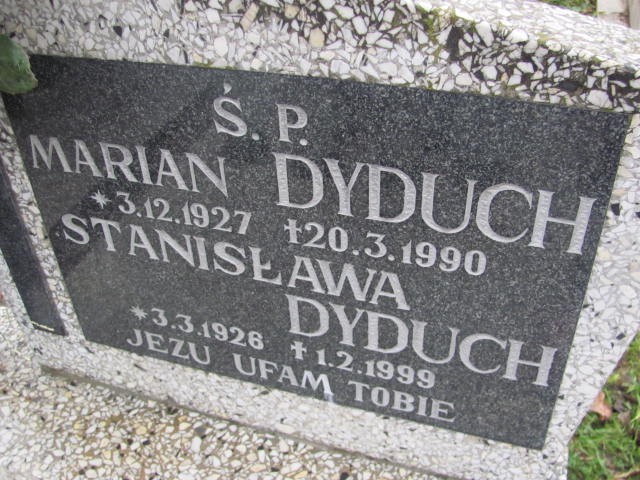 Ś. P.
MARIAN DYDUCH
*3.12.1927 †20.3.1990
STANISŁAWA
DYDUCH
*3.3.1926 †1.2.1999
JEZU UFAM TOBIE